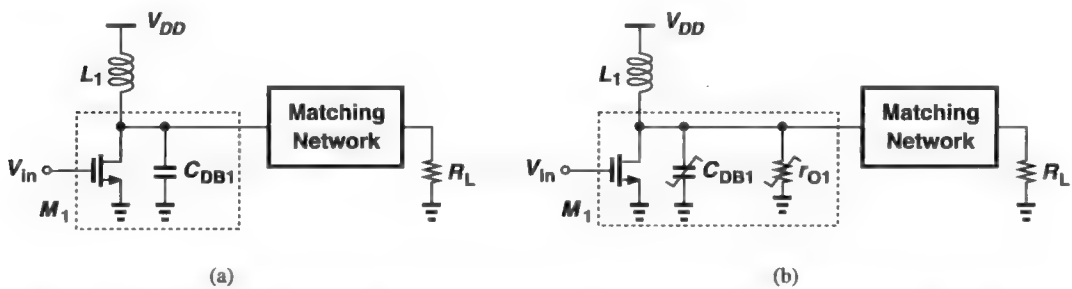 V_DD
L_1
V_in
M_1
C_DB1
Matching
Network
R_L
(a)
V_DD
L_1
V_in
M_1
C_DB1
r_O1
Matching
Network
R_L
(b)